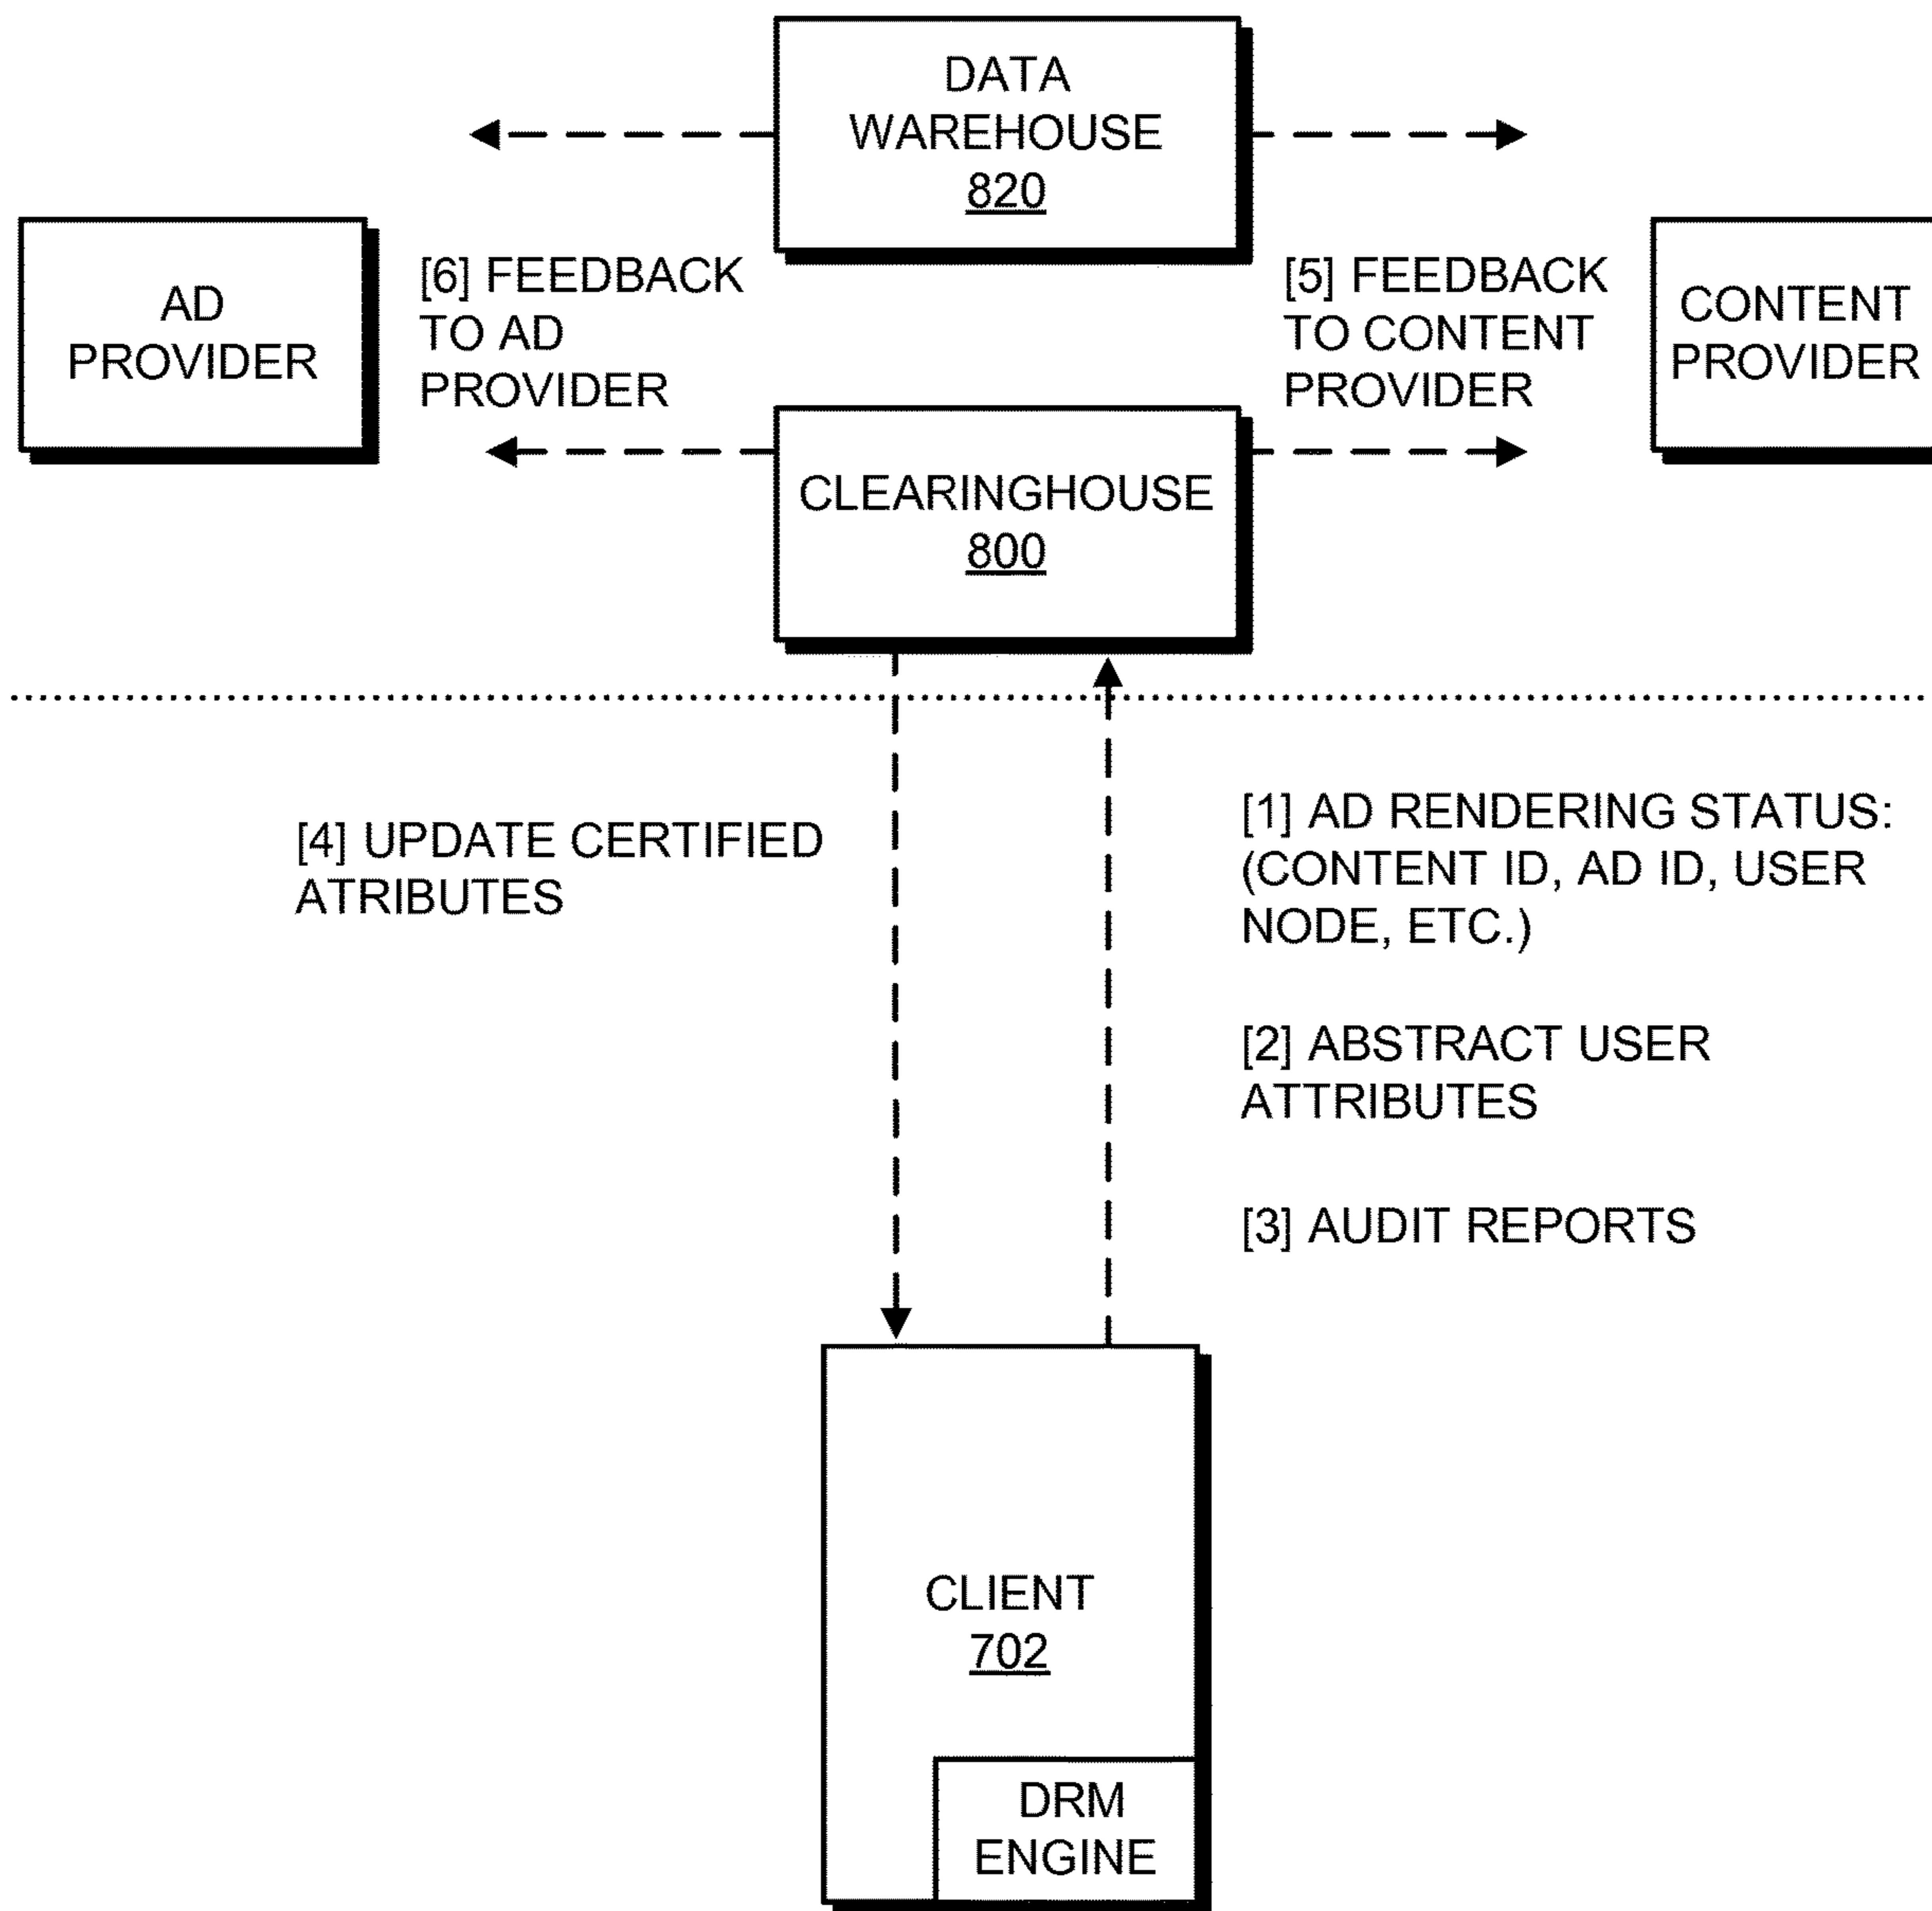 DATA
WAREHOUSE
820
AD
PROVIDER
[6] FEEDBACK
TO AD
PROVIDER
[5] FEEDBACK
TO CONTENT
PROVIDER
CONTENT
PROVIDER
CLEARINGHOUSE
800
[4] UPDATE CERTIFIED
ATRIBUTES
[1] AD RENDERING STATUS:
(CONTENT ID, AD ID, USER
NODE, ETC.)
[2] ABSTRACT USER
ATTRIBUTES
[3] AUDIT REPORTS
CLIENT
702
DRM
ENGINE